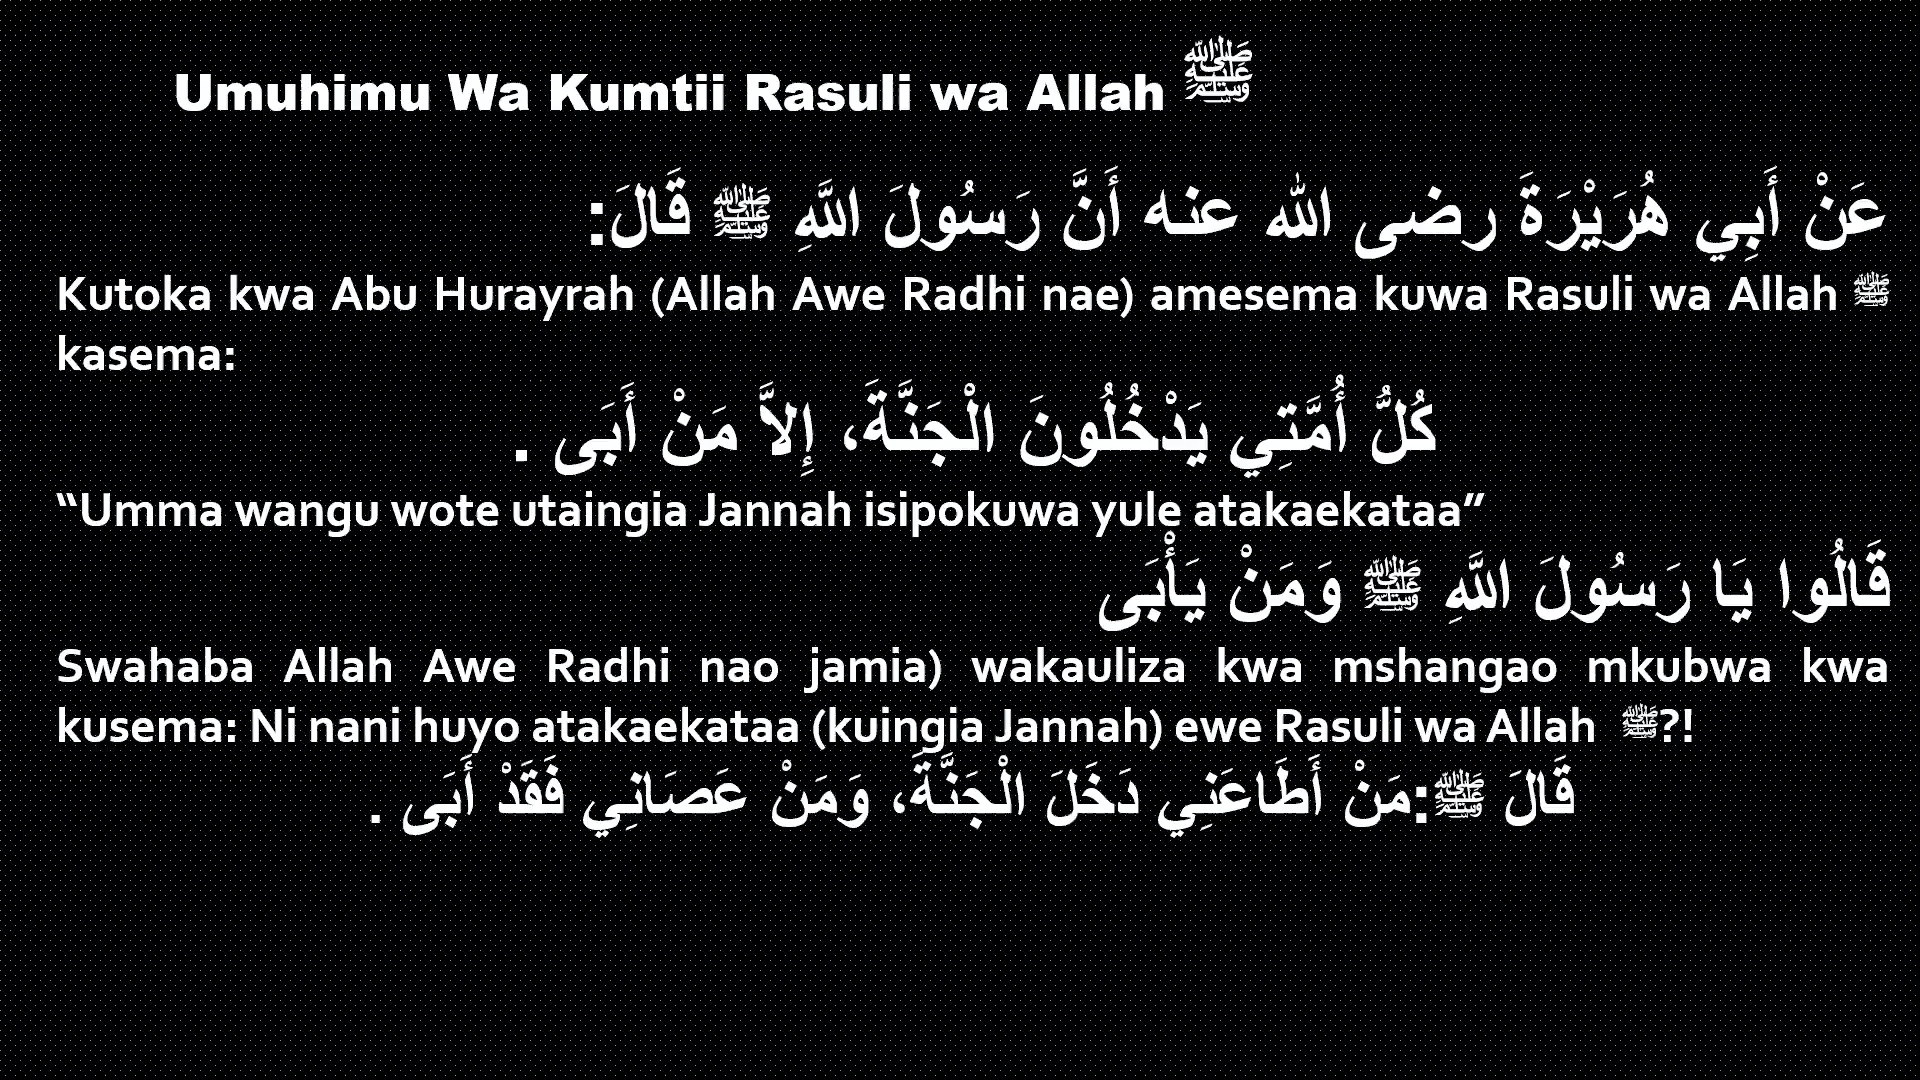 Umuhimu Wa Kumtii Rasuli wa Allah ﷺ
عَنْ أَبِي هُرَيْرَةَ رضى الله عنه أَنَّ رَسُولَ اللَّهِ ﷺ قَالَ:
Kutoka kwa Abu Hurayrah (Allah Awe Radhi nae) amesema kuwa Rasuli wa Allah ﷺ
kasema:
كُلُّ أُمَّتِي يَدْخُلُونَ الْجَنَّةَ، إِلاَّ مَنْ أَبَى .
“Umma wangu wote utaingia Jannah isipokuwa yule atakaekataa”
قَالُوا يَا رَسُولَ اللَّهِ ﷺ وَمَنْ يَأْبَى
Swahaba Allah Awe Radhi nao jamia) wakauliza kwa mshangao mkubwa kwa
kusema: Ni nani huyo atakaekataa (kuingia Jannah) ewe Rasuli wa Allah ﷺ?!
قَالَ ﷺ:مَنْ أَطَاعَنِي دَخَلَ الْجَنَّةَ، وَمَنْ عَصَانِي فَقَدْ أَبَى .